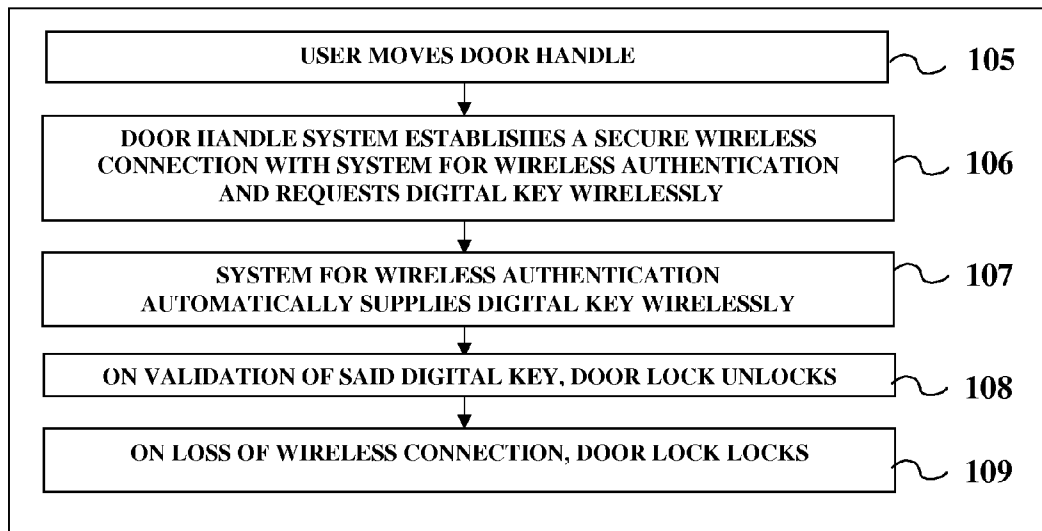 USER MOVES DOOR HANDLE
105
DOOR HANDLE SYSTEM ESTABLISHES A SECURE WIRELESS
CONNECTION WITH SYSTEM FOR WIRELESS AUTHENTICATION
AND REQUESTS DIGITAL KEY WIRELESSLY
106
SYSTEM FOR WIRELESS AUTHENTICATION
AUTOMATICALLY SUPPLIES DIGITAL KEY WIRELESSLY
107
ON VALIDATION OF SAID DIGITAL KEY, DOOR LOCK UNLOCKS
108
ON LOSS OF WIRELESS CONNECTION, DOOR LOCK LOCKS
109